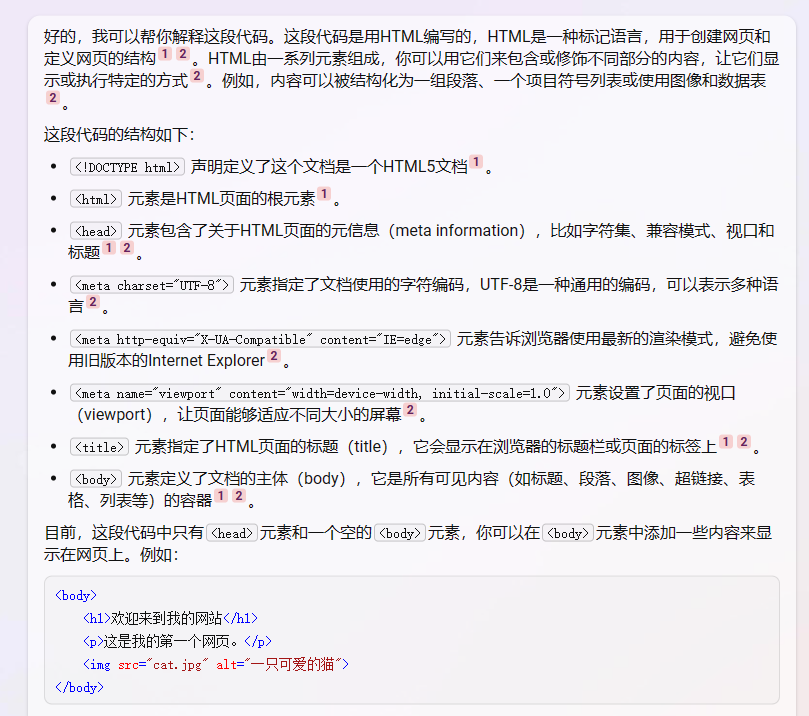 好的，我可以帮你解释这段代码。这段代码是用HTML编写的，HTML是一种标记语言，用于创建网页和
定义网页的结构 1 2 。HTML由一系列元素组成，你可以用它们来包含或修饰不同部分的内容，让它们显
示或执行特定的方式 2 。例如，内容可以被结构化为一组段落、一个项目符号列表或使用图像和数据表
2 。
这段代码的结构如下：
• <!DOCTYPE html> 声明定义了这个文档是一个HTML5文档 1 。
• <html> 元素是HTML页面的根元素 1 。
• <head> 元素包含了关于HTML页面的元信息（meta information），比如字符集、兼容模式、视口和
标题 1 2 。
• <meta charset="UTF-8"> 元素指定了文档使用的字符编码，UTF-8是一种通用的编码，可以表示多种语
言 2 。
• <meta http-equiv="X-UA-Compatible" content="IE=edge"> 元素告诉浏览器使用最新的渲染模式，避免使
用旧版本的Internet Explorer 2 。
• <meta name="viewport" content="width=device-width, initial-scale=1.0"> 元素设置了页面的视口
（viewport），让页面能够适应不同大小的屏幕 2 。
• <title> 元素指定了HTML页面的标题（title），它会显示在浏览器的标题栏或页面的标签上 1 2 。
• <body> 元素定义了文档的主体（body），它是所有可见内容（如标题、段落、图像、超链接、表
格、列表等）的容器 1 2 。
目前，这段代码中只有 <head> 元素和一个空的 <body> 元素，你可以在 <body> 元素中添加一些内容来显
示在网页上。例如：
<body>
<h1>欢迎来到我的网站</h1>
<p>这是我的第一个网页。</p>
<img src="cat.jpg" alt="一只可爱的猫">
</body>